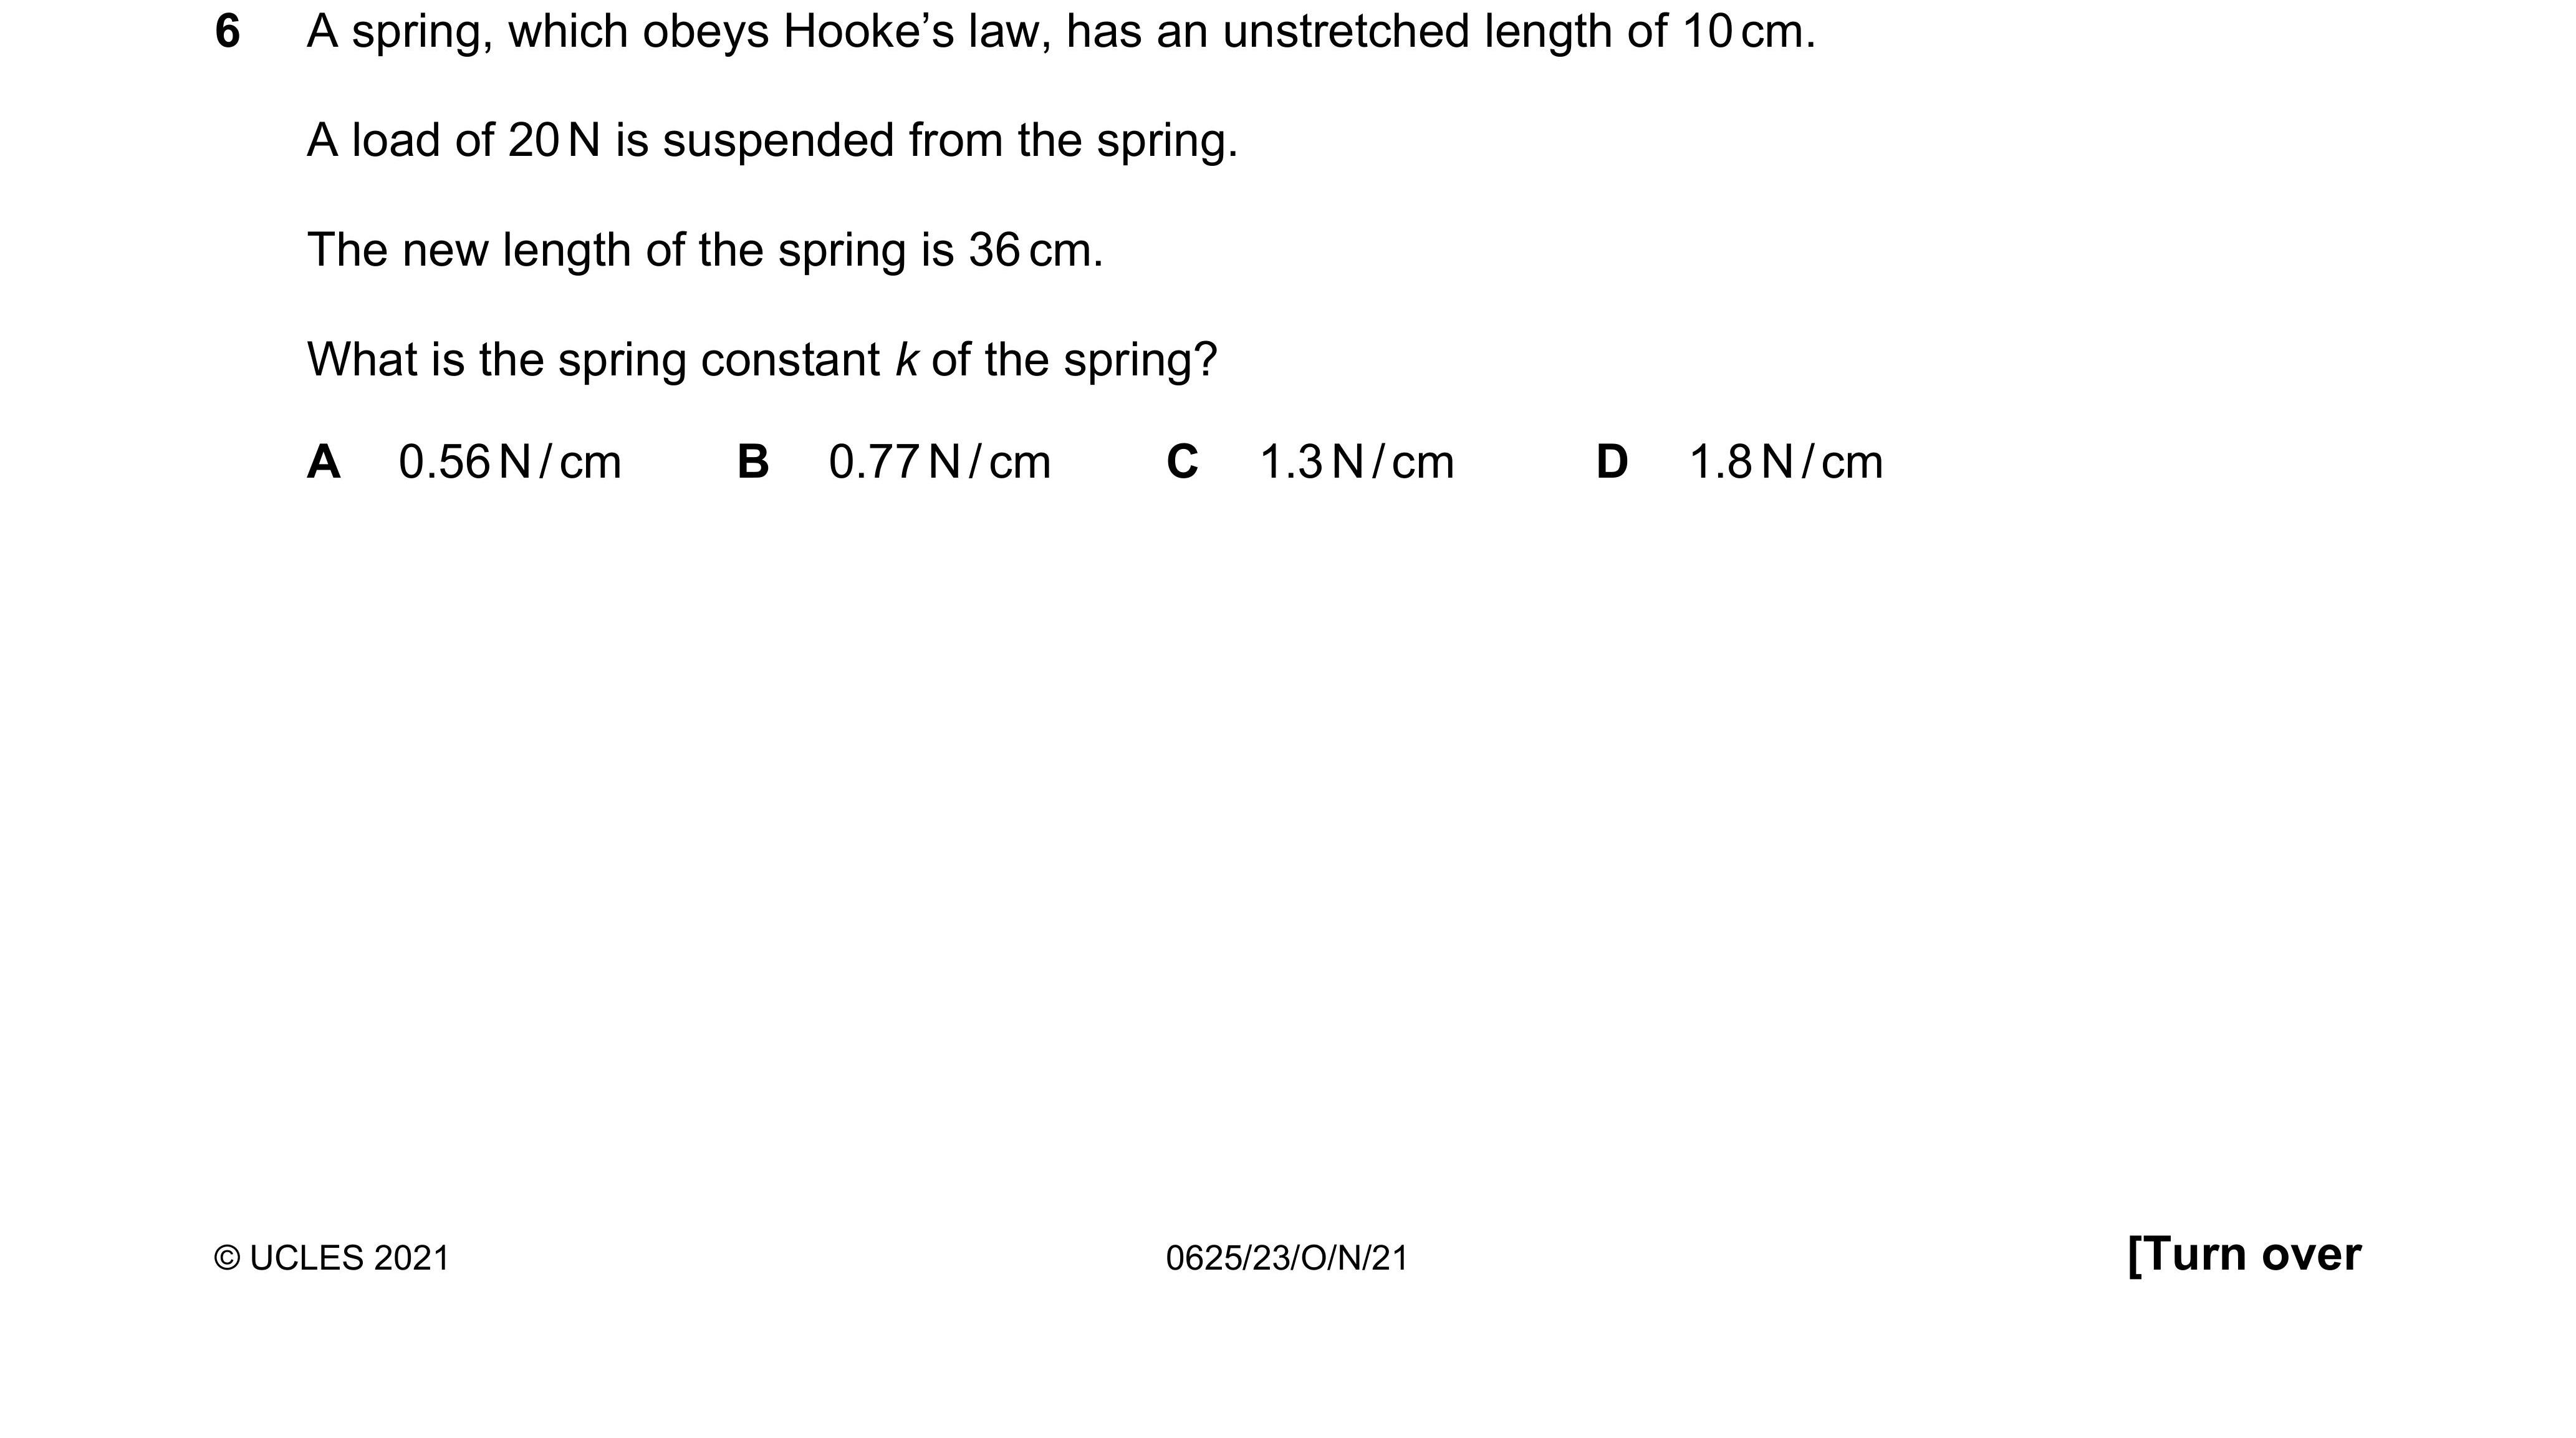 6 A spring, which obeys Hooke’s law, has an unstretched length of 10 cm.
A load of 20 N is suspended from the spring.
The new length of the spring is 36 cm.
What is the spring constant k of the spring?
A 0.56 N / cm B 0.77 N / cm C 1.3 N / cm D 1.8 N / cm
© UCLES 2021 0625/23/O/N/21 [Turn over